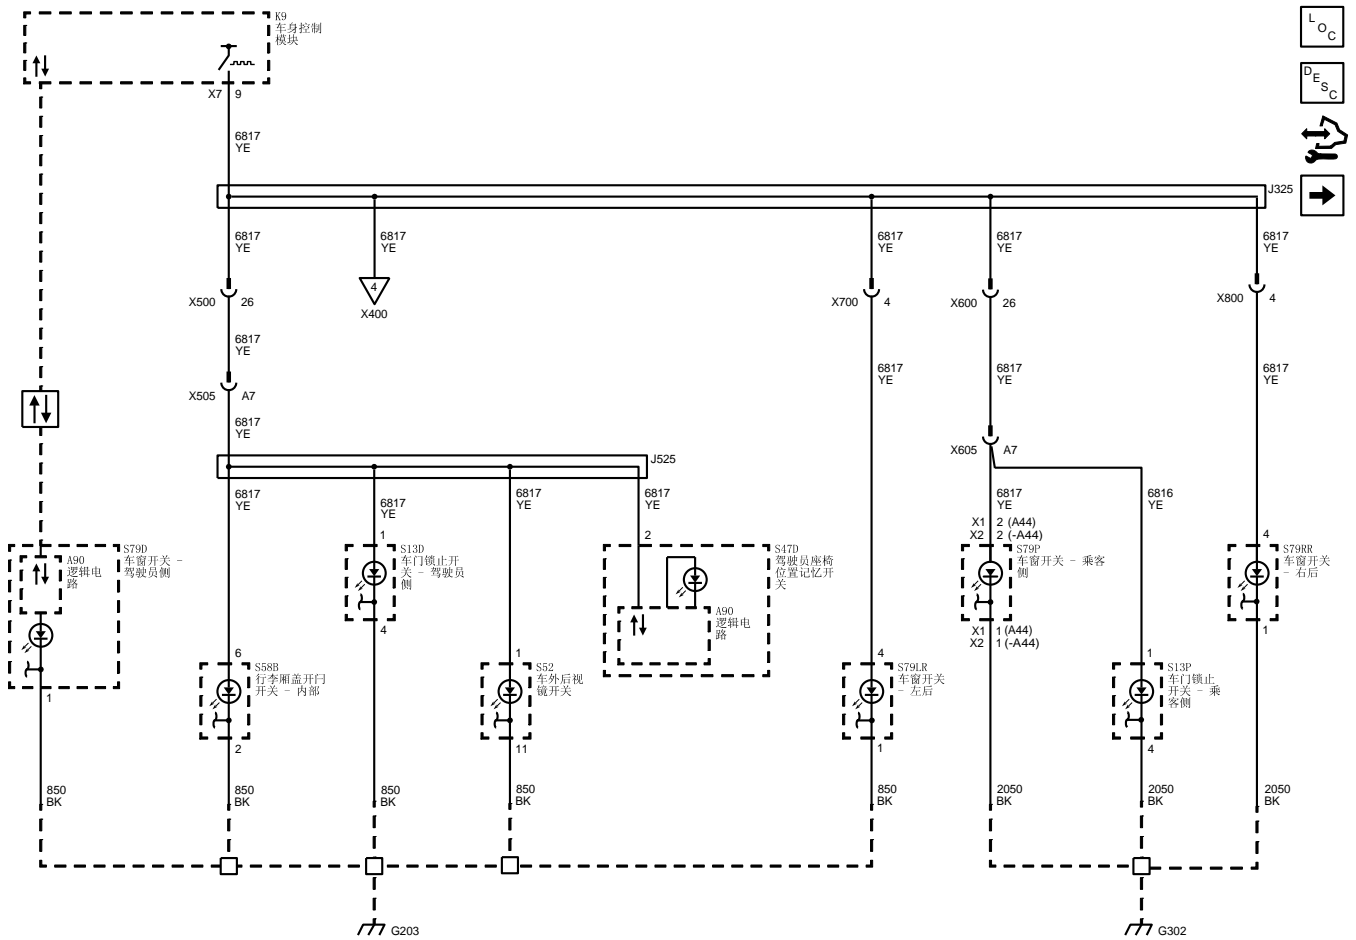 K9
车身控制
模块
L
O
C
D
E
S
C
X7 9
6817
YE
J325
6817
YE
6817
YE
6817
YE
6817
YE
6817
YE
X500 26
4
X400
X700 4
X600 26
X800 4
6817
YE
6817
YE
6817
YE
6817
YE
X505 A7
6817
YE
X605 A7
J525
6817
YE
6817
YE
6817
YE
6817
YE
6817
YE
6816
YE
X1 2 (A44)
X2 2 (-A44)
S79D
车窗开关 -
驾驶员侧
A90
逻辑电
路
1
1
S13D
车门锁止开
关 - 驾驶员
侧
4
2
S47D
驾驶员座椅
位置记忆开
关
A90
逻辑电
路
S79P
车窗开关 - 乘客
侧
X1 1 (A44)
X2 1 (-A44)
4
S79RR
车窗开关
- 右后
1
6
S58B
行李厢盖开闩
开关 - 内部
2
1
S52
车外后视
镜开关
11
4
S79LR
车窗开关
- 左后
1
1
S13P
车门锁止
开关 - 乘
客侧
4
850
BK
850
BK
850
BK
850
BK
850
BK
2050
BK
2050
BK
2050
BK
G203
G302